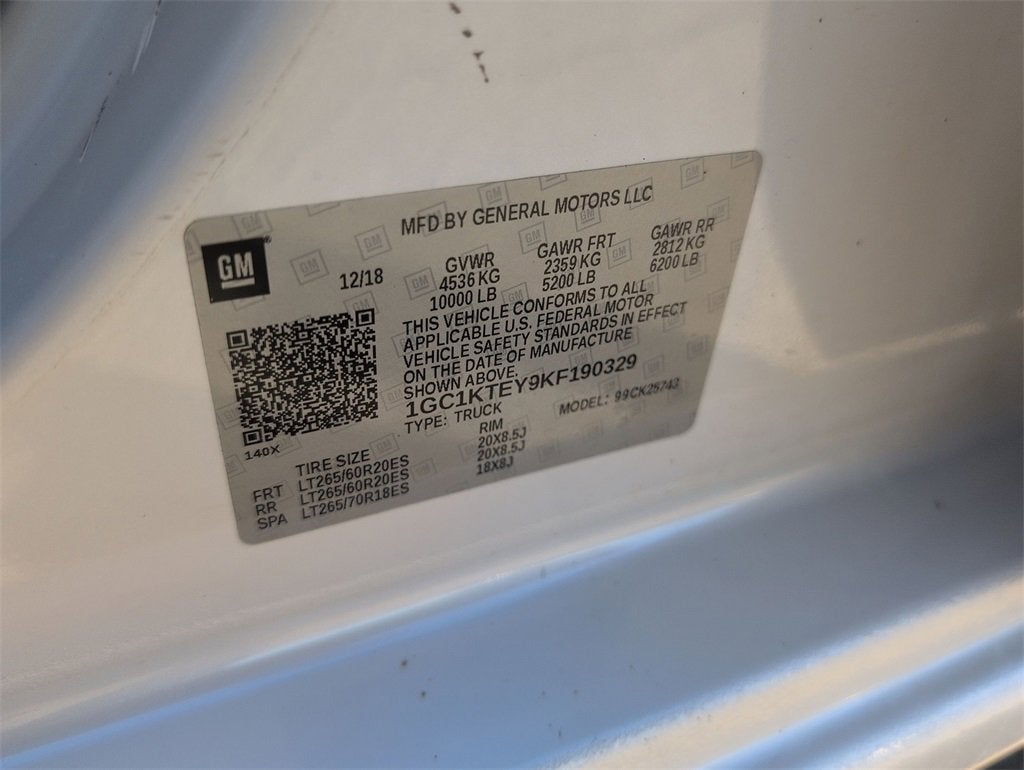 MFD BY GENERAL MOTORS LLC
GM
12/18
GVWR GAWR FRT GAWR RR
4536 KG 2359 KG 2812 KG
10000 LB 5200 LB 6200 LB
THIS VEHICLE CONFORMS TO ALL
APPLICABLE U.S. FEDERAL MOTOR
VEHICLE SAFETY STANDARDS IN EFFECT
ON THE DATE OF MANUFACTURE
SHOWN ABOVE.
1GC1KTEY9KF190329
TYPE: TRUCK MODEL: 99CK25743
140X
TIRE SIZE RIM
FRT LT265/60R20ES 20X8.5J
RR LT265/60R20ES 20X8.5J
SPA LT265/70R18ES 18X8J